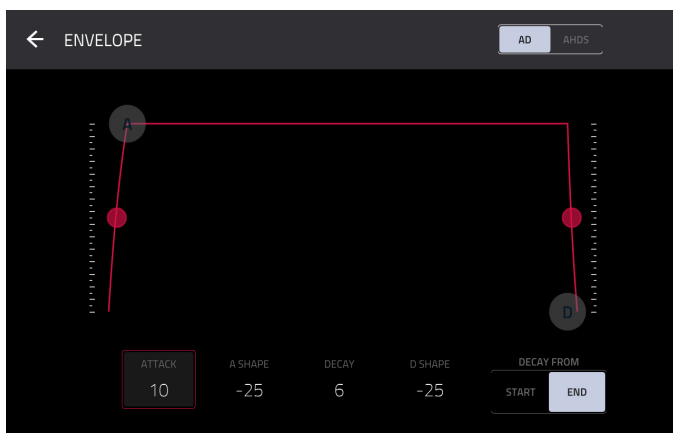 ENVELOPE
AD AHDS
A
D
ATTACK A SHAPE DECAY D SHAPE DECAY FROM
10 -25 6 -25 START END